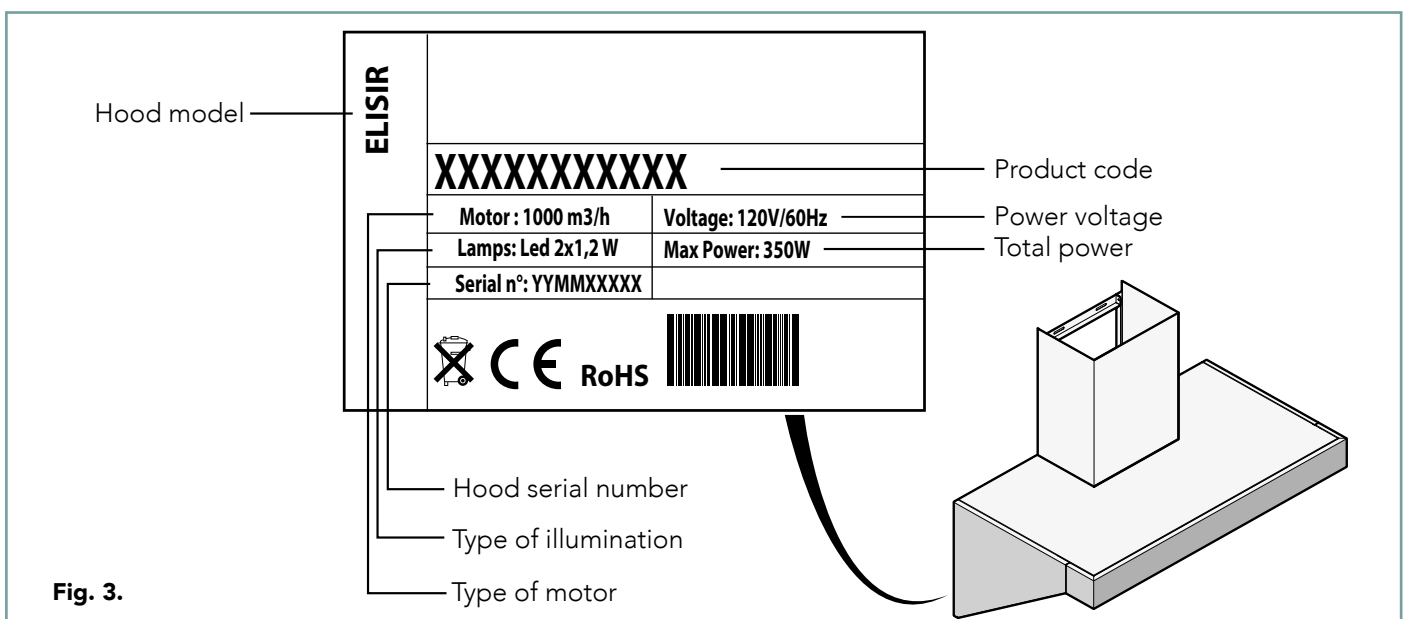 Hood model
ELISIR
XXXXXXXXXXX
Product code
Motor : 1000 m3/h
Voltage: 120V/60Hz
Power voltage
Lamps: Led 2x1,2 W
Max Power: 350W
Total power
Serial n°: YYMMXXXXX
CE RoHS
Hood serial number
Type of illumination
Type of motor
Fig. 3.